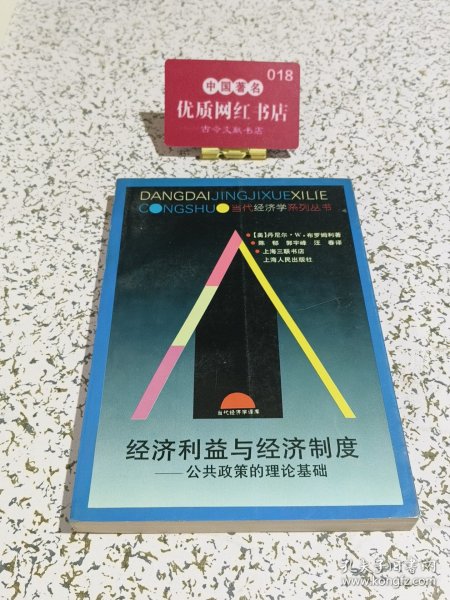 018
中国著名
优质网红书店
古今文献书店
DANGDAIJINGJIXUEXILIE
CONGSHU 当代经济学系列丛书
[美]丹尼尔·W·布罗姆利著
陈 郁 郭宇峰 汪 春译
上海三联书店
上海人民出版社
当代经济学译库
经济利益与经济制度
——公共政策的理论基础
孔夫子旧书网
www.kongfz.com